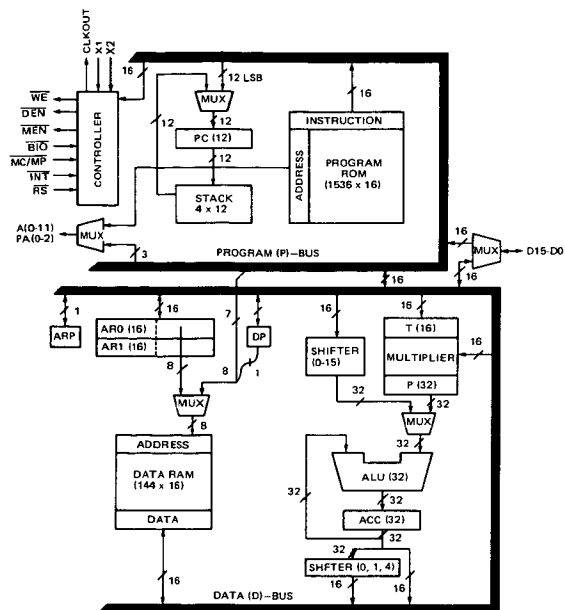 CLKOUT
X1
X2
WE
DEN
MEN
BIO
MC/MP
INT
RS
CONTROLLER
16
12 LSB
MUX
12
12
PC (12)
12
STACK
4 x 12
16
INSTRUCTION
ADDRESS
PROGRAM
ROM
(1536 x 16)
A(0-11)
PA(0-2)
MUX
3
PROGRAM (P)-BUS
16
MUX
D15-D0
16
16
1
ARP
16
AR0 (16)
AR1 (16)
7
DP
8
8
1
MUX
8
ADDRESS
DATA RAM
(144 x 16)
DATA
16
16
SHIFTER
(0-15)
16
T (16)
MULTIPLIER
P (32)
16
32
32
MUX
32
32
ALU (32)
32
32
ACC (32)
32
32
SHFTER (0, 1, 4)
16
16
DATA (D)-BUS